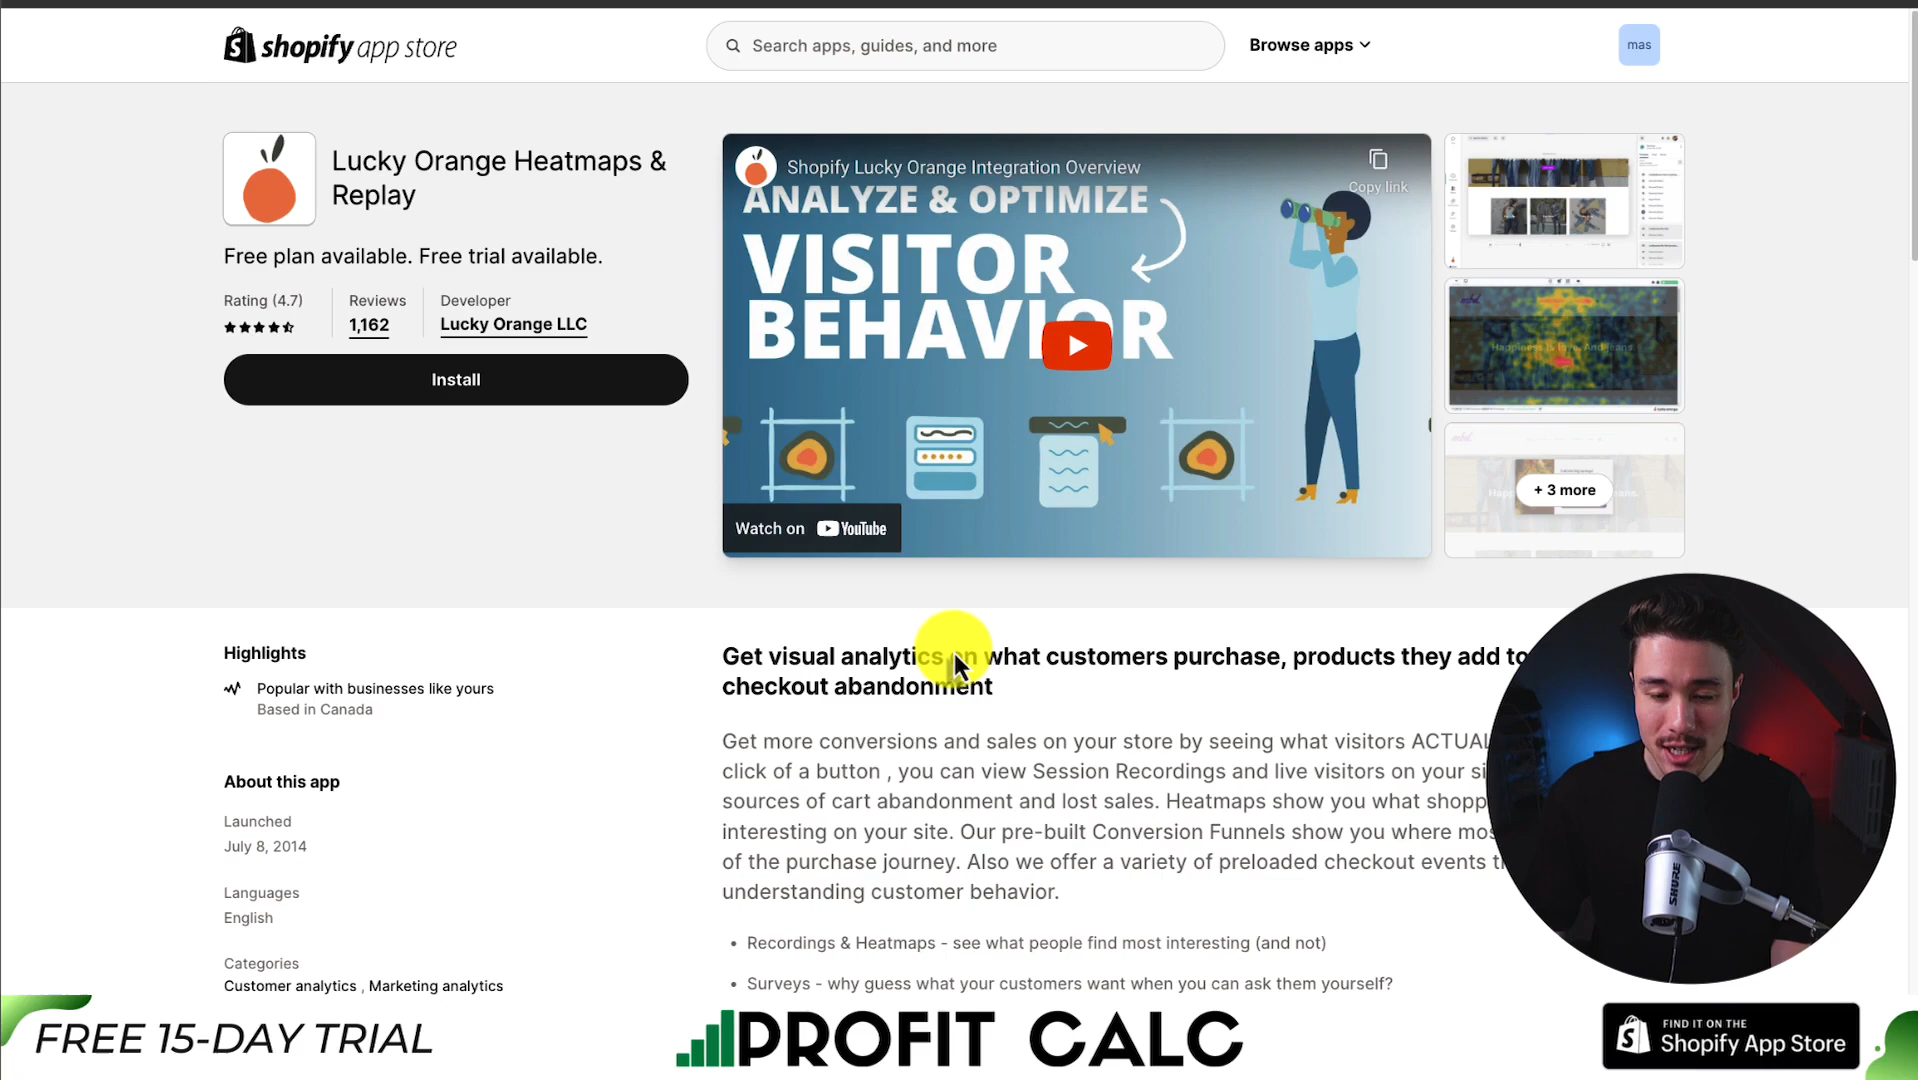 shopify app store
Search apps, guides, and more
Browse apps
mas
Lucky Orange Heatmaps &
Replay
Free plan available. Free trial available.
Rating (4.7)
Reviews
1,162
Developer
Lucky Orange LLC
Install
Shopify Lucky Orange Integration Overview
Copy link
ANALYZE & OPTIMIZE
VISITOR
BEHAVIOR
Watch on YouTube
Happiness is love. And jeans.
+ 3 more
Highlights
Popular with businesses like yours
Based in Canada
About this app
Launched
July 8, 2014
Languages
English
Categories
Customer analytics , Marketing analytics
Get visual analytics on what customers purchase, products they add to
checkout abandonment
Get more conversions and sales on your store by seeing what visitors ACTUAL
click of a button , you can view Session Recordings and live visitors on your si
sources of cart abandonment and lost sales. Heatmaps show you what shopp
interesting on your site. Our pre-built Conversion Funnels show you where mos
of the purchase journey. Also we offer a variety of preloaded checkout events t
understanding customer behavior.
• Recordings & Heatmaps - see what people find most interesting (and not)
• Surveys - why guess what your customers want when you can ask them yourself?
SHURE
FREE 15-DAY TRIAL
PROFIT CALC
FIND IT ON THE
Shopify App Store